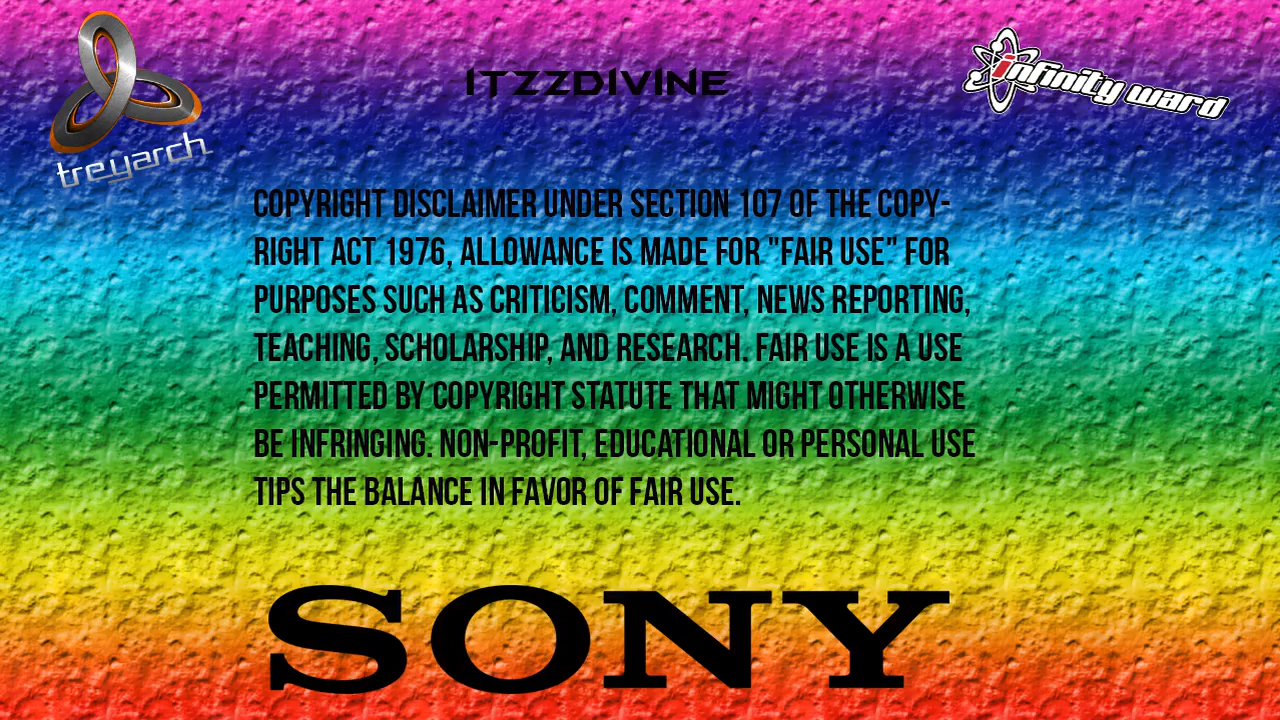 treyarch
ITZZDIVINE
infinity ward
COPYRIGHT DISCLAIMER UNDER SECTION 107 OF THE COPY-
RIGHT ACT 1976, ALLOWANCE IS MADE FOR "FAIR USE" FOR
PURPOSES SUCH AS CRITICISM, COMMENT, NEWS REPORTING,
TEACHING, SCHOLARSHIP, AND RESEARCH. FAIR USE IS A USE
PERMITTED BY COPYRIGHT STATUTE THAT MIGHT OTHERWISE
BE INFRINGING. NON-PROFIT, EDUCATIONAL OR PERSONAL USE
TIPS THE BALANCE IN FAVOR OF FAIR USE.
SONY